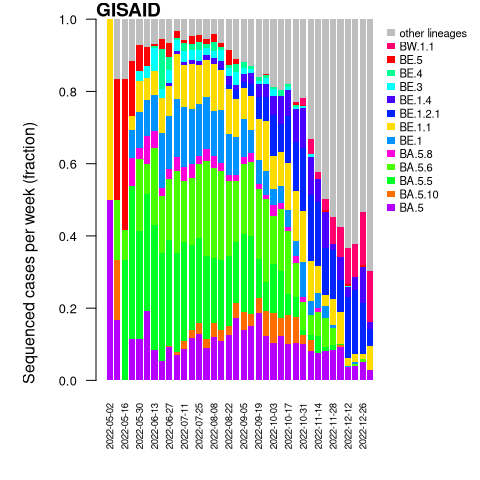 GISAID
Sequenced cases per week (fraction)
1.0
0.8
0.6
0.4
0.2
0.0
2022-05-02
2022-05-16
2022-05-30
2022-06-13
2022-06-27
2022-07-11
2022-07-25
2022-08-08
2022-08-22
2022-09-05
2022-09-19
2022-10-03
2022-10-17
2022-10-31
2022-11-14
2022-11-28
2022-12-12
2022-12-26
other lineages
BW.1.1
BE.5
BE.4
BE.3
BE.1.4
BE.1.2.1
BE.1.1
BE.1
BA.5.8
BA.5.6
BA.5.5
BA.5.10
BA.5